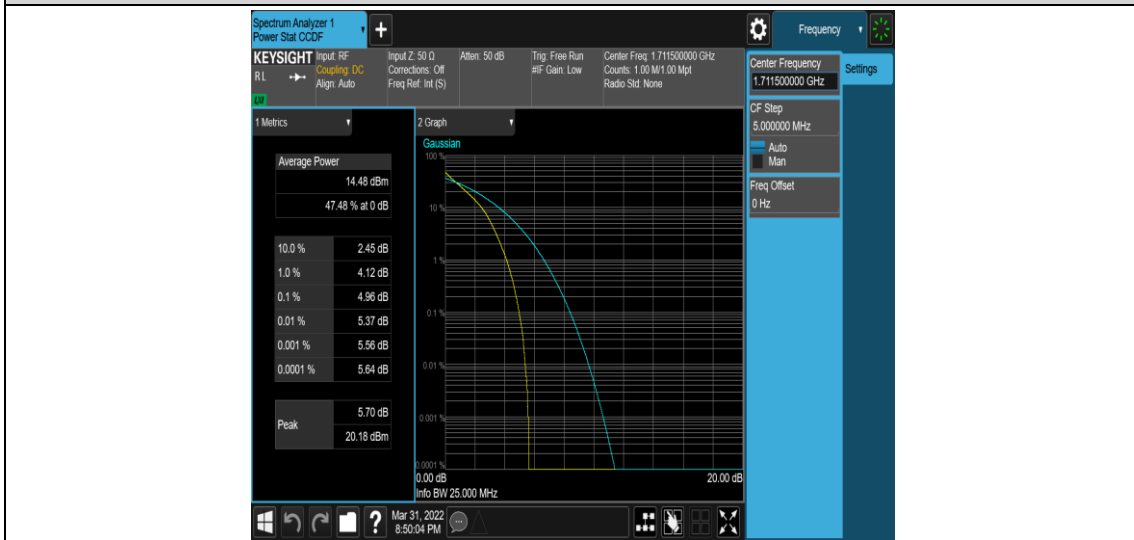 Spectrum Analyzer 1
Power Stat CCDF
+
Frequency
KEYSIGHT
RL
LXI
Input: RF
Coupling: DC
Align: Auto
Input Z: 50 Ω
Corrections: Off
Freq Ref: Int (S)
Atten: 50 dB
Trig: Free Run
#IF Gain: Low
Center Freq: 1.711500000 GHz
Counts: 1.00 M/1.00 Mpt
Radio Std: None
Center Frequency
1.711500000 GHz
Settings
CF Step
5.000000 MHz
Auto
Man
Freq Offset
0 Hz
1 Metrics
Average Power
14.48 dBm
47.48 % at 0 dB
10.0 % 2.45 dB
1.0 % 4.12 dB
0.1 % 4.96 dB
0.01 % 5.37 dB
0.001 % 5.56 dB
0.0001 % 5.64 dB
Peak
5.70 dB
20.18 dBm
2 Graph
Gaussian
100 %
10 %
1 %
0.1 %
0.01 %
0.001 %
0.0001 %
0.00 dB 20.00 dB
Info BW 25.000 MHz
?
Mar 31, 2022
8:50:04 PM